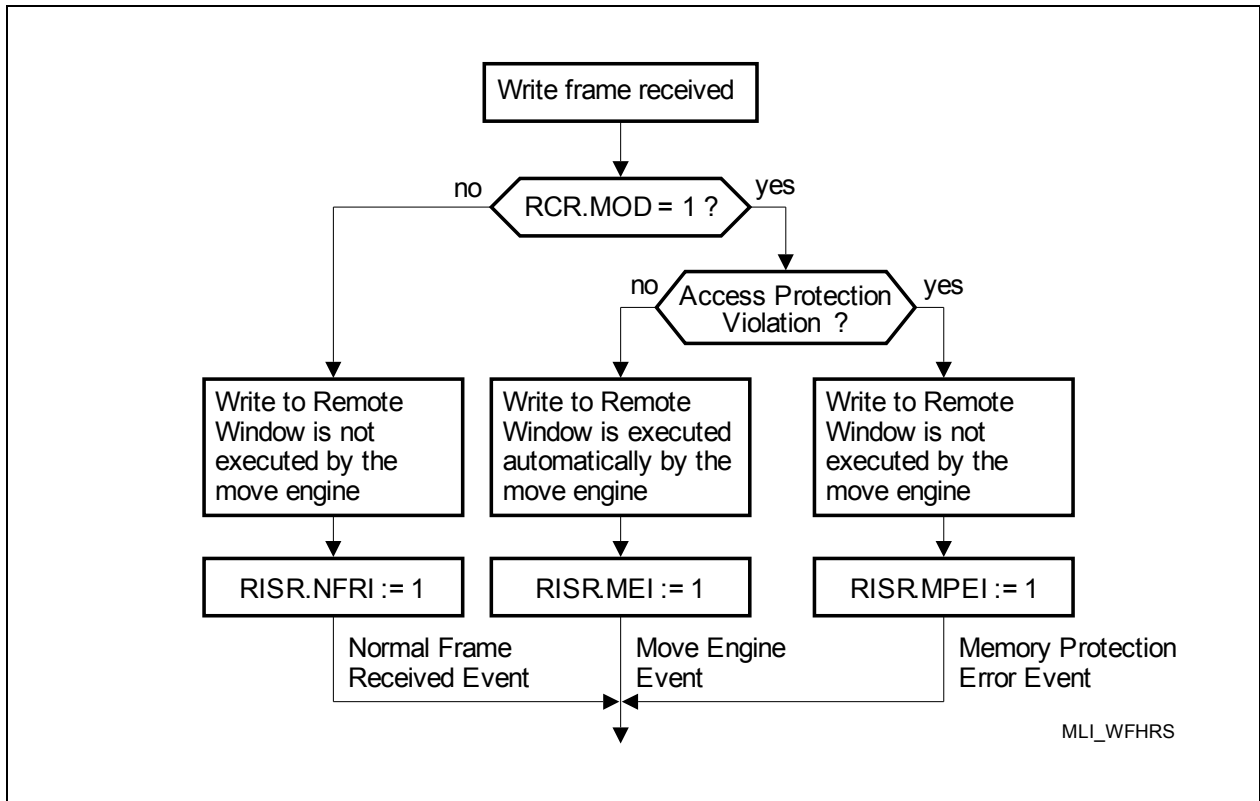 Write frame received
no
yes
RCR.MOD = 1 ?
no
yes
Access Protection
Violation ?
Write to Remote
Window is not
executed by the
move engine
Write to Remote
Window is executed
automatically by the
move engine
Write to Remote
Window is not
executed by the
move engine
RISR.NFRI := 1
RISR.MEI := 1
RISR.MPEI := 1
Normal Frame
Received Event
Move Engine
Event
Memory Protection
Error Event
MLI_WFHRS